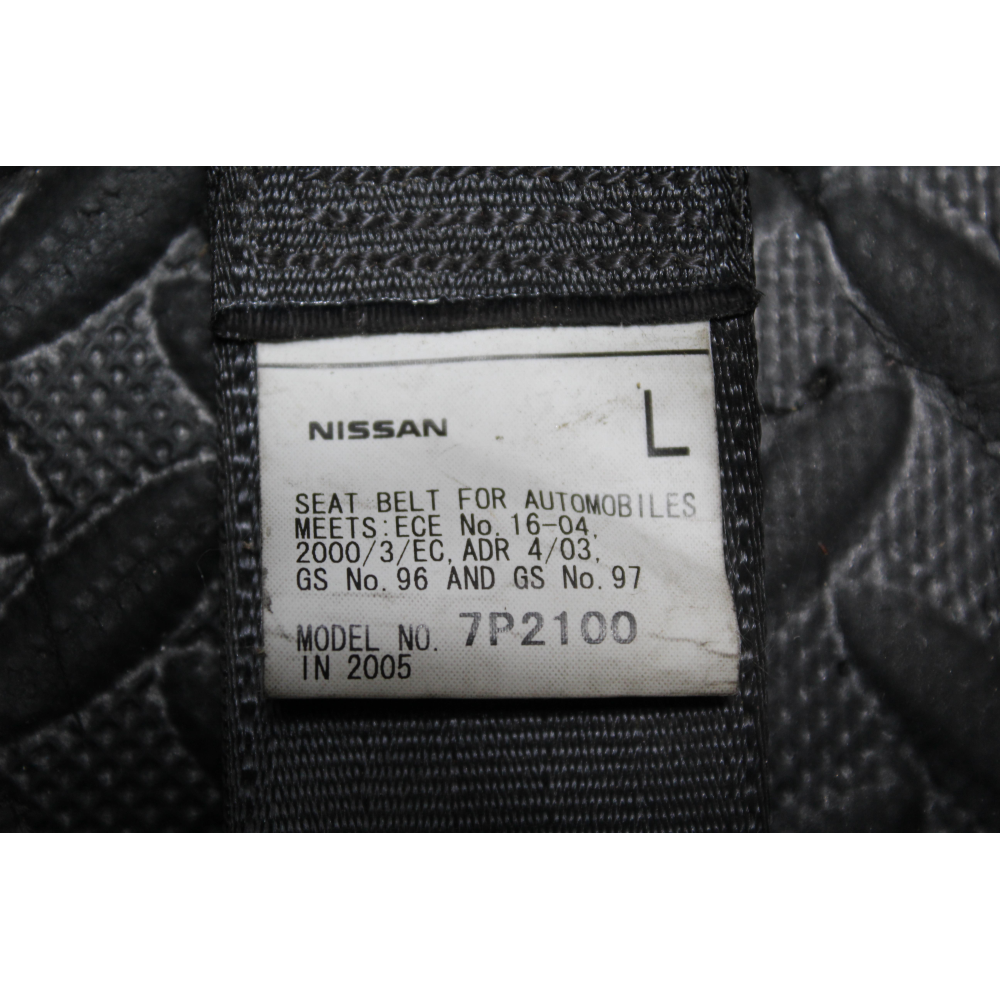 NISSAN L
SEAT BELT FOR AUTOMOBILES
MEETS:ECE No.16-04,
2000/3/EC, ADR 4/03,
GS No.96 AND GS No.97
MODEL NO. 7P2100
IN 2005